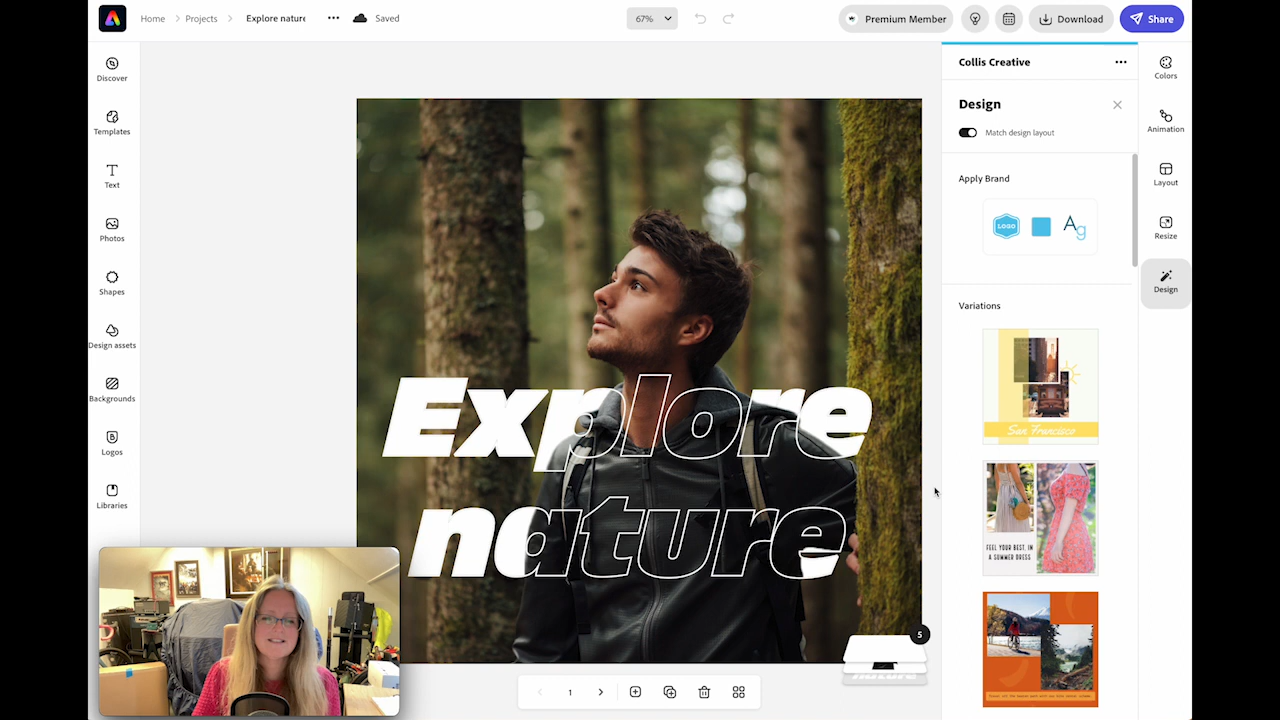 Home
Projects
Explore nature
Saved
67%
Premium Member
Download
Share
Discover
Templates
Text
Photos
Shapes
Design assets
Backgrounds
Logos
Libraries
Explore
nature
5
1
Collis Creative
Design
Match design layout
Apply Brand
LOGO
Ag
Variations
San Francisco
FEEL YOUR BEST, IN
A SUMMER DRESS
Colors
Animation
Layout
Resize
Design